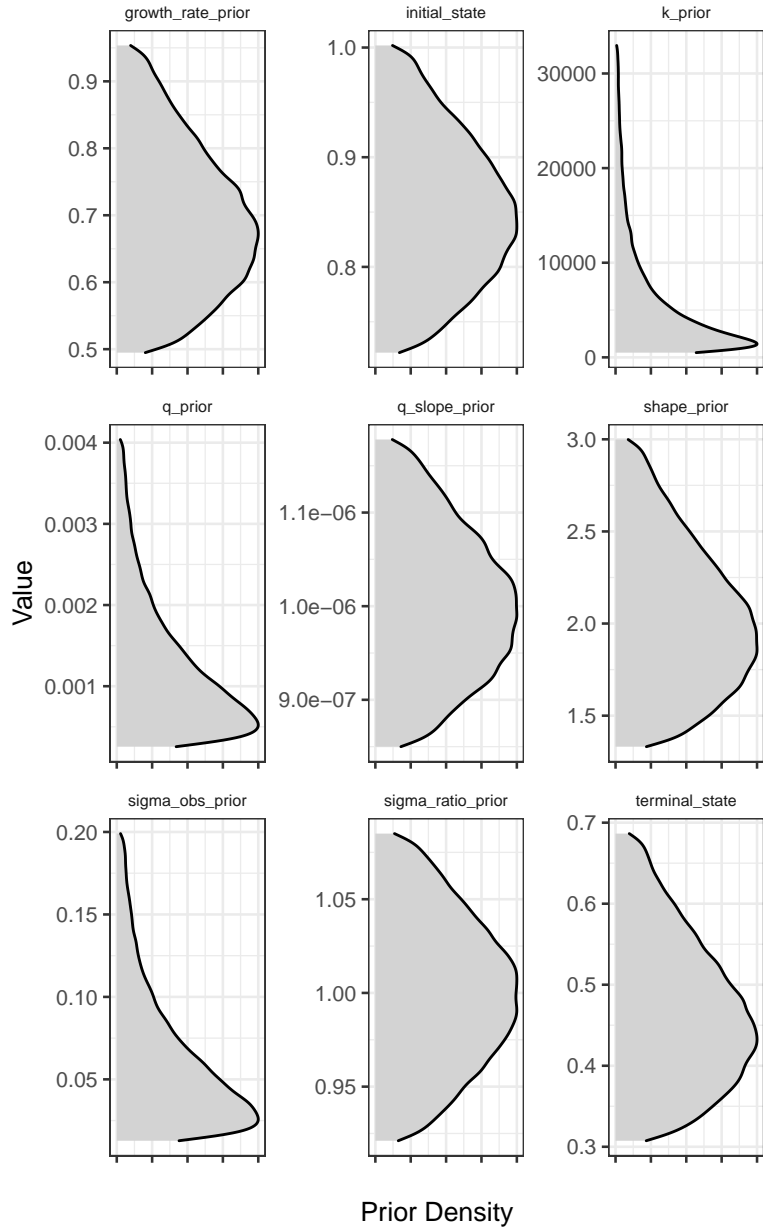 growth_rate_prior
initial_state
k_prior
0.9
0.8
0.7
0.6
0.5
1.0
0.9
0.8
30000
20000
10000
0
q_prior
q_slope_prior
shape_prior
0.004
0.003
0.002
0.001
1.1e−06
1.0e−06
9.0e−07
3.0
2.5
2.0
1.5
Value
sigma_obs_prior
sigma_ratio_prior
terminal_state
0.20
0.15
0.10
0.05
1.05
1.00
0.95
0.7
0.6
0.5
0.4
0.3
Prior Density